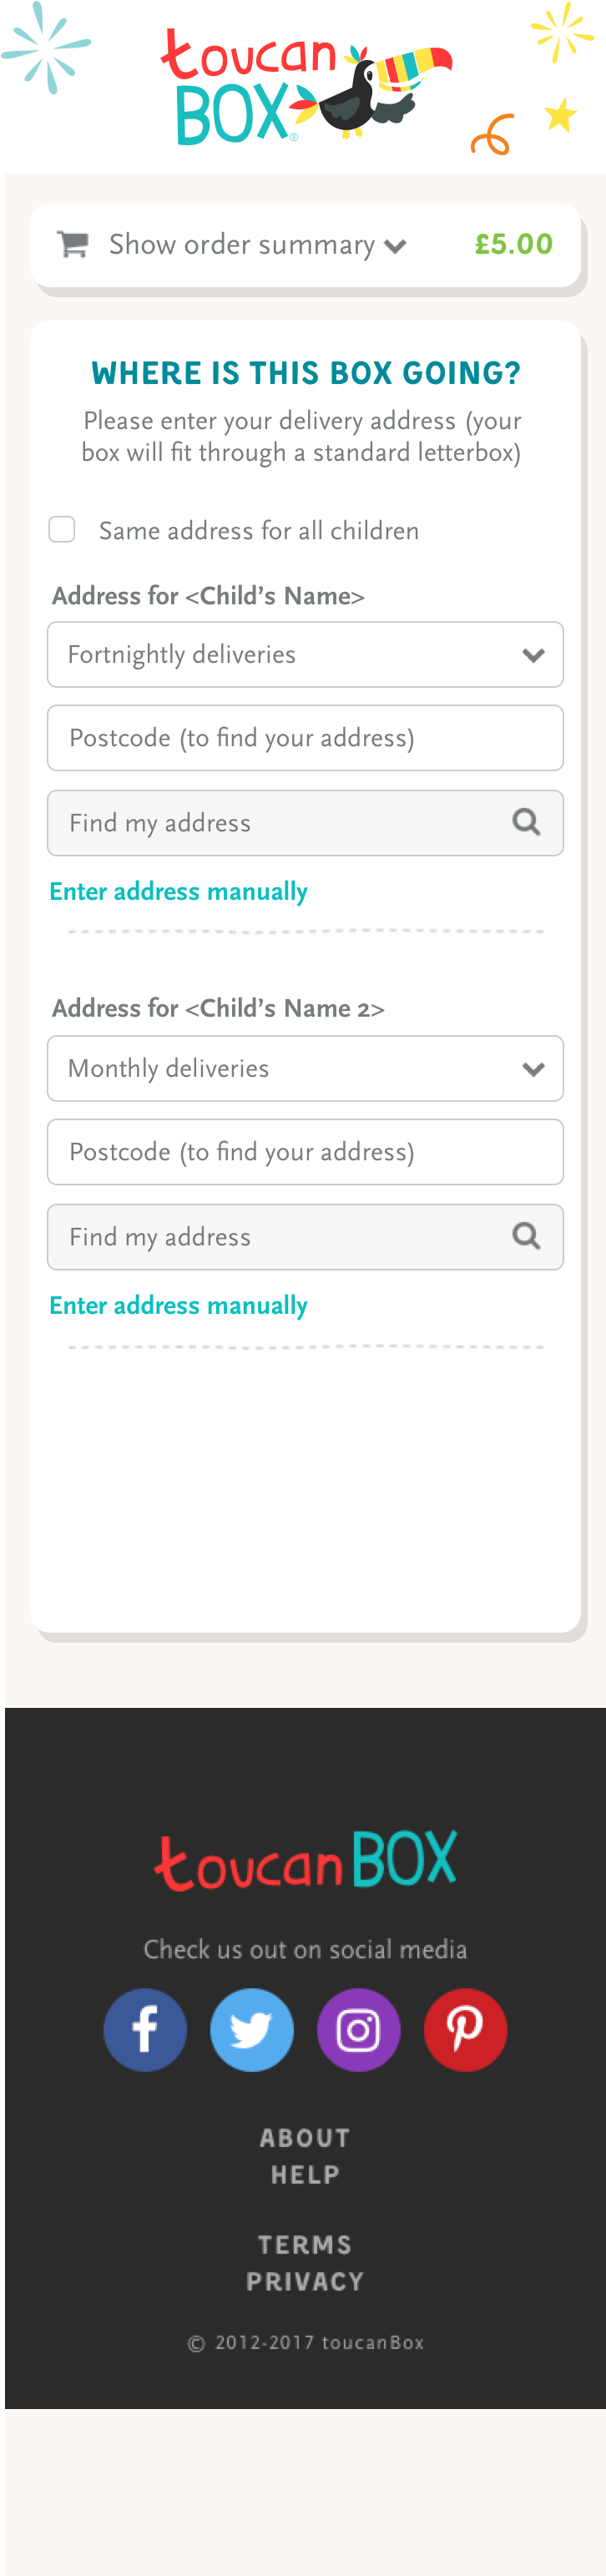 toucan
BOX
Show order summary £5.00
WHERE IS THIS BOX GOING?
Please enter your delivery address (your
box will fit through a standard letterbox)
Same address for all children
Address for <Child's Name>
Fortnightly deliveries
Postcode (to find your address)
Find my address
Enter address manually
Address for <Child's Name 2>
Monthly deliveries
Postcode (to find your address)
Find my address
Enter address manually
toucanBOX
Check us out on social media
ABOUT
HELP
TERMS
PRIVACY
© 2012-2017 toucanBox